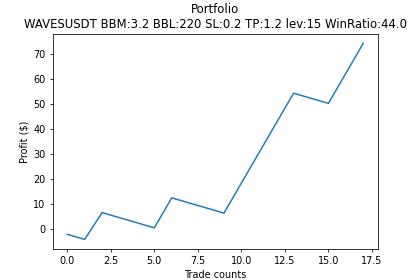 Portfolio
WAVESUSDT BBM:3.2 BBL:220 SL:0.2 TP:1.2 lev:15 WinRatio:44.0
70
60
50
40
30
20
10
0
Profit ($)
0.0 2.5 5.0 7.5 10.0 12.5 15.0 17.5
Trade counts